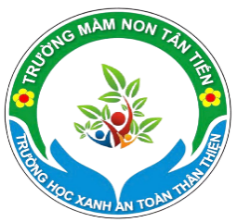 TRƯỜNG MẦM NON TÂN TIẾN
TRƯỜNG HỌC XANH AN TOÀN THÂN THIỆN